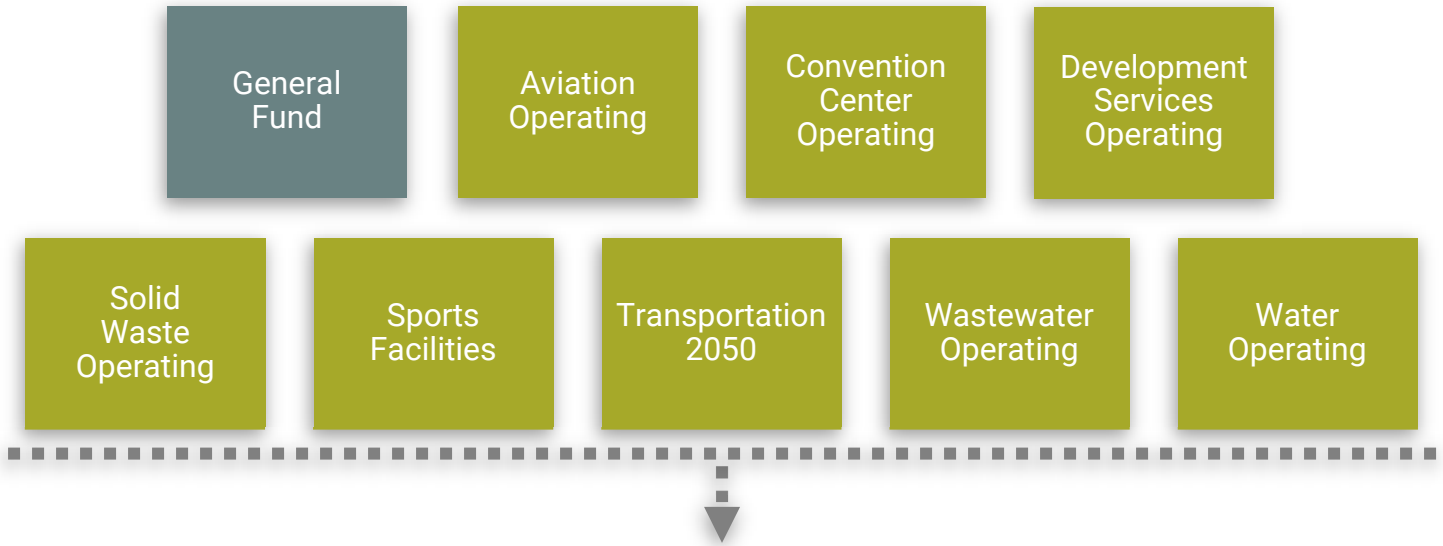 General
Fund
Aviation
Operating
Convention
Center
Operating
Development
Services
Operating
Solid
Waste
Operating
Sports
Facilities
Transportation
2050
Wastewater
Operating
Water
Operating